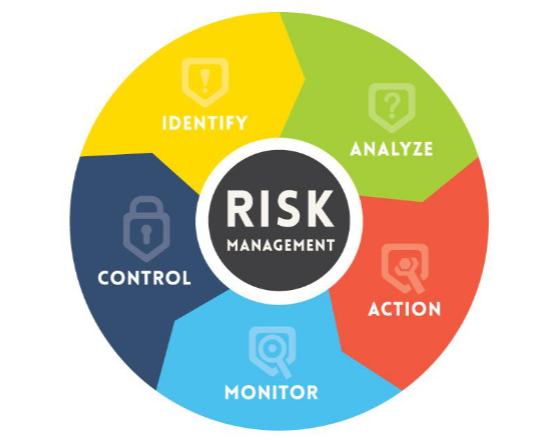 RISK
MANAGEMENT
IDENTIFY
ANALYZE
ACTION
MONITOR
CONTROL